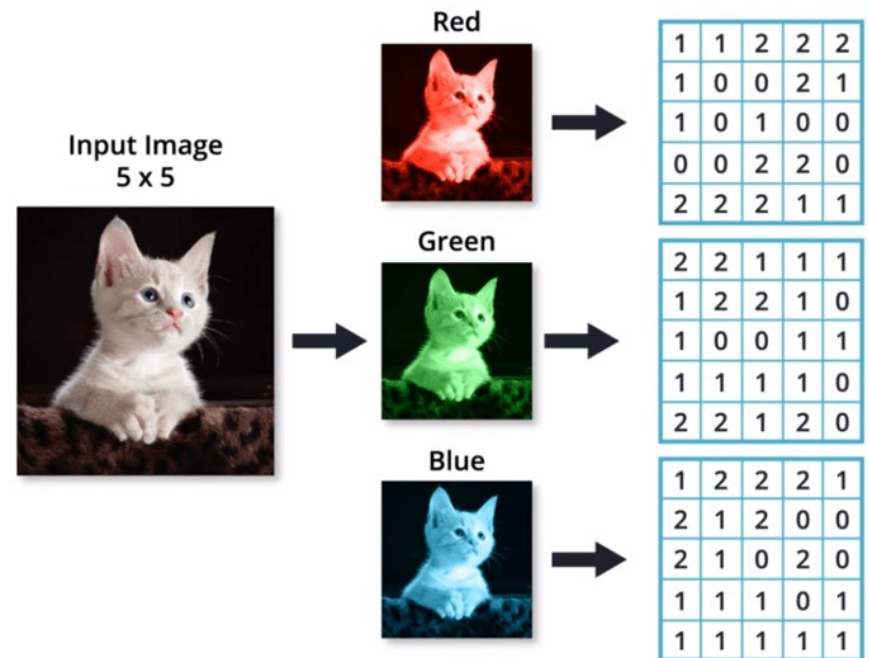 Input Image
5 x 5
Red
1 1 2 2 2
1 0 0 2 1
1 0 1 0 0
0 0 2 2 0
2 2 2 1 1
Green
2 2 1 1 1
1 2 2 1 0
1 0 0 1 1
1 1 1 1 0
2 2 1 2 0
Blue
1 2 2 2 1
2 1 2 0 0
2 1 0 2 0
1 1 1 0 1
1 1 1 1 1